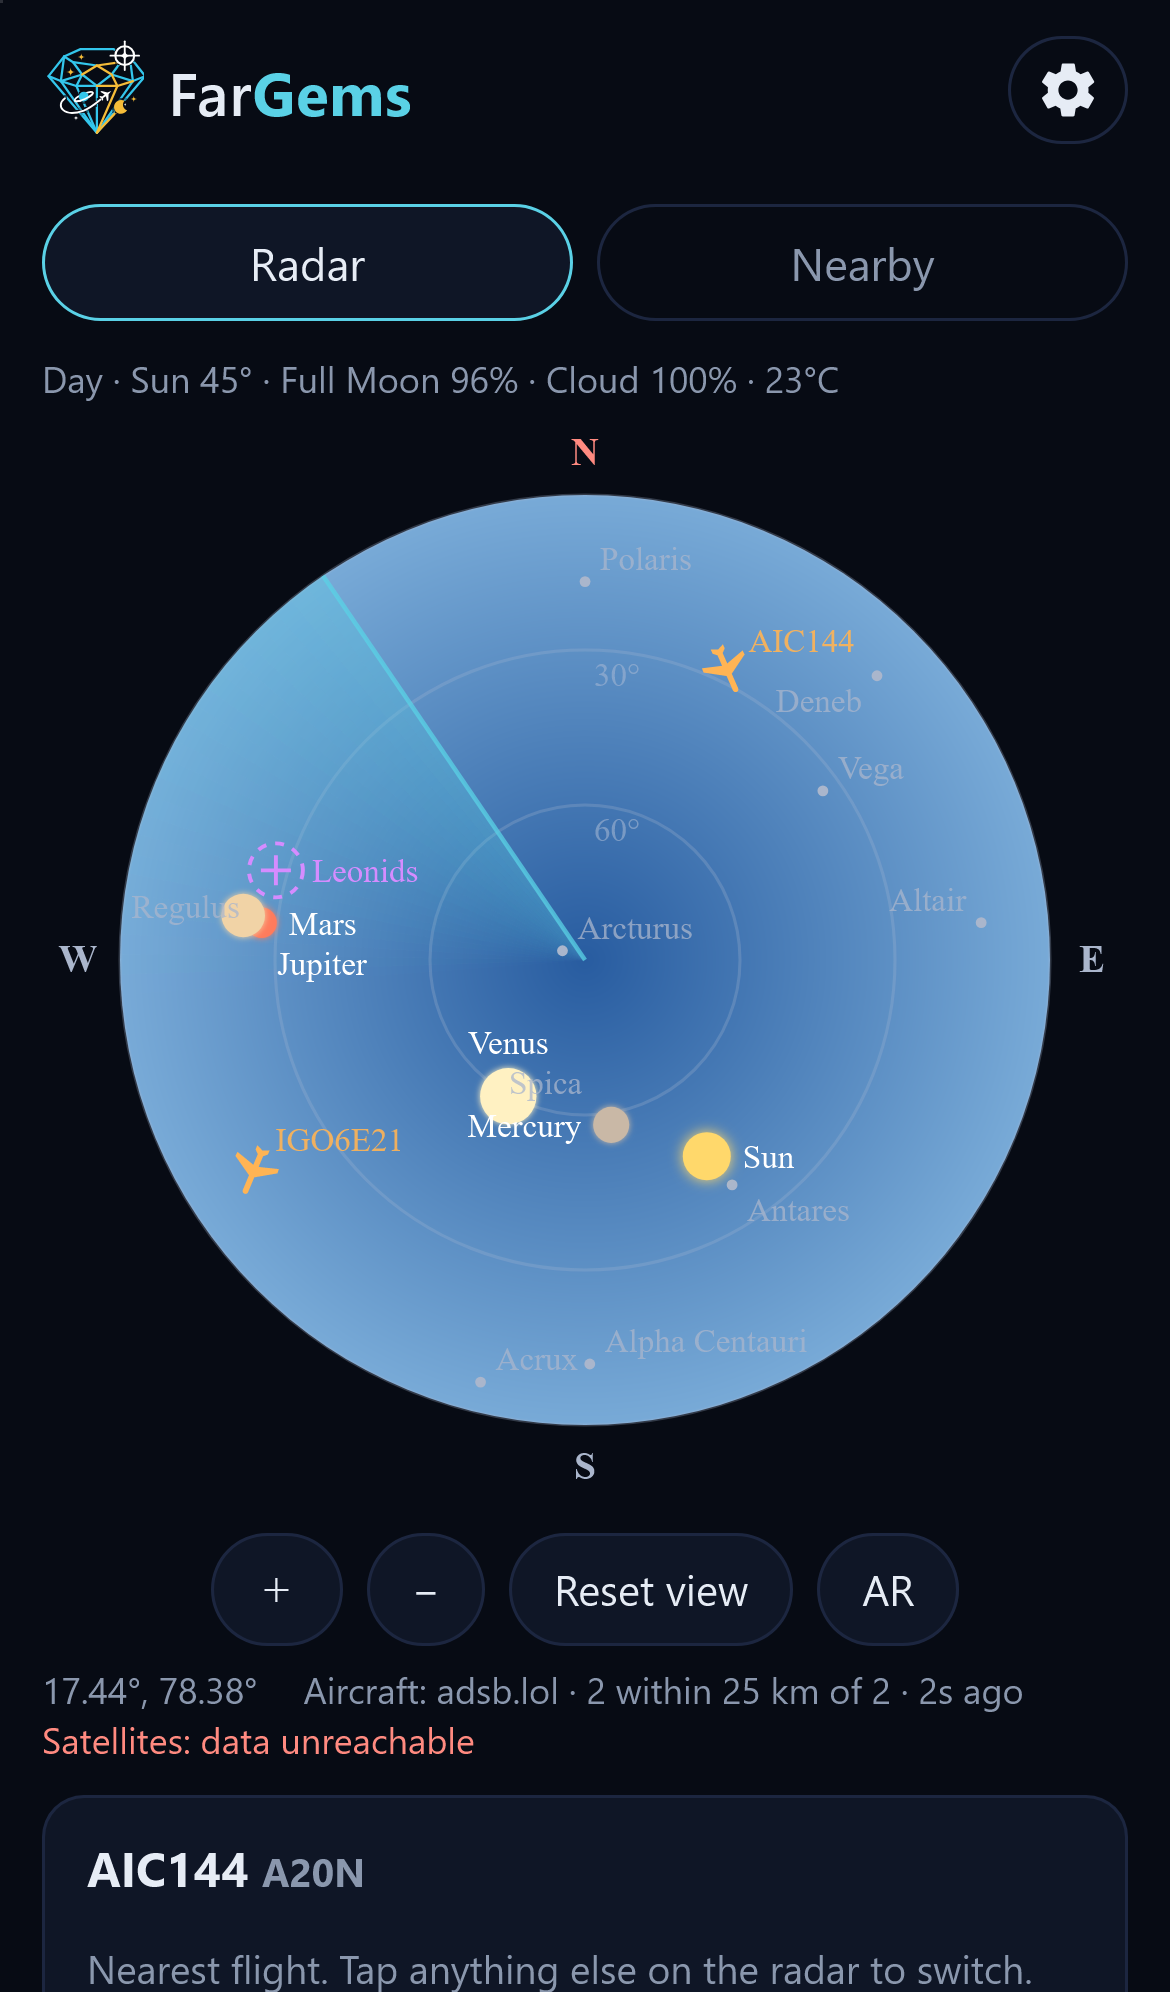 FarGems
Radar
Nearby
Day · Sun 45° · Full Moon 96% · Cloud 100% · 23°C
N
Polaris
AIC144
30°
Deneb
Vega
60°
Leonids
Regulus
Altair
Mars
Arcturus
W
E
Jupiter
Venus
Spica
Mercury
IGO6E21
Sun
Antares
Alpha Centauri
Acrux
S
+
−
Reset view
AR
17.44°, 78.38° Aircraft: adsb.lol · 2 within 25 km of 2 · 2s ago
Satellites: data unreachable
AIC144 A20N
Nearest flight. Tap anything else on the radar to switch.